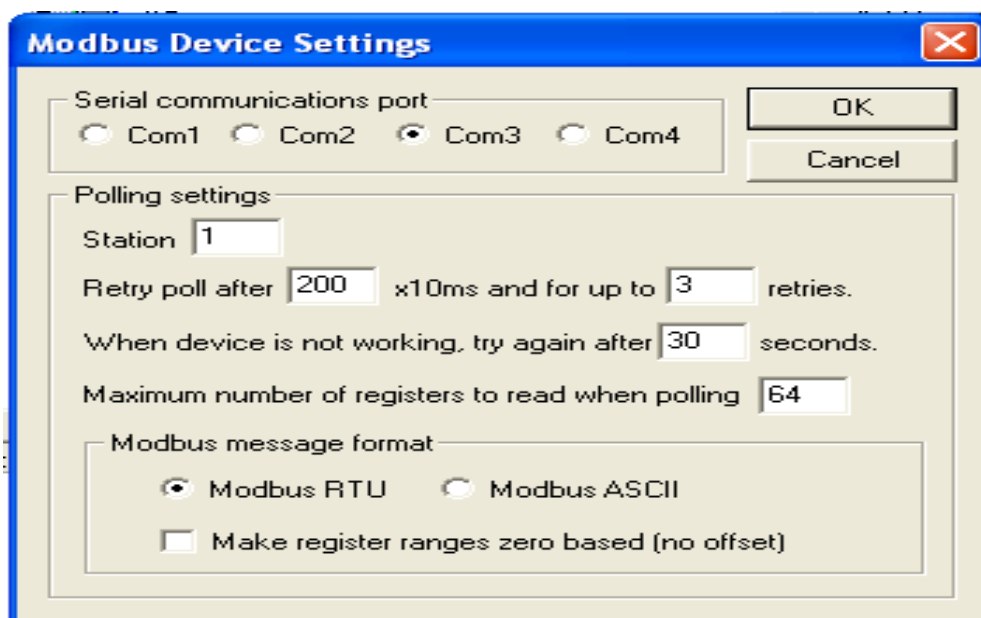 Modbus Device Settings
Serial communications port
Com1 Com2 Com3 Com4
OK
Cancel
Polling settings
Station 1
Retry poll after 200 x10ms and for up to 3 retries.
When device is not working, try again after 30 seconds.
Maximum number of registers to read when polling 64
Modbus message format
Modbus RTU Modbus ASCII
Make register ranges zero based (no offset)